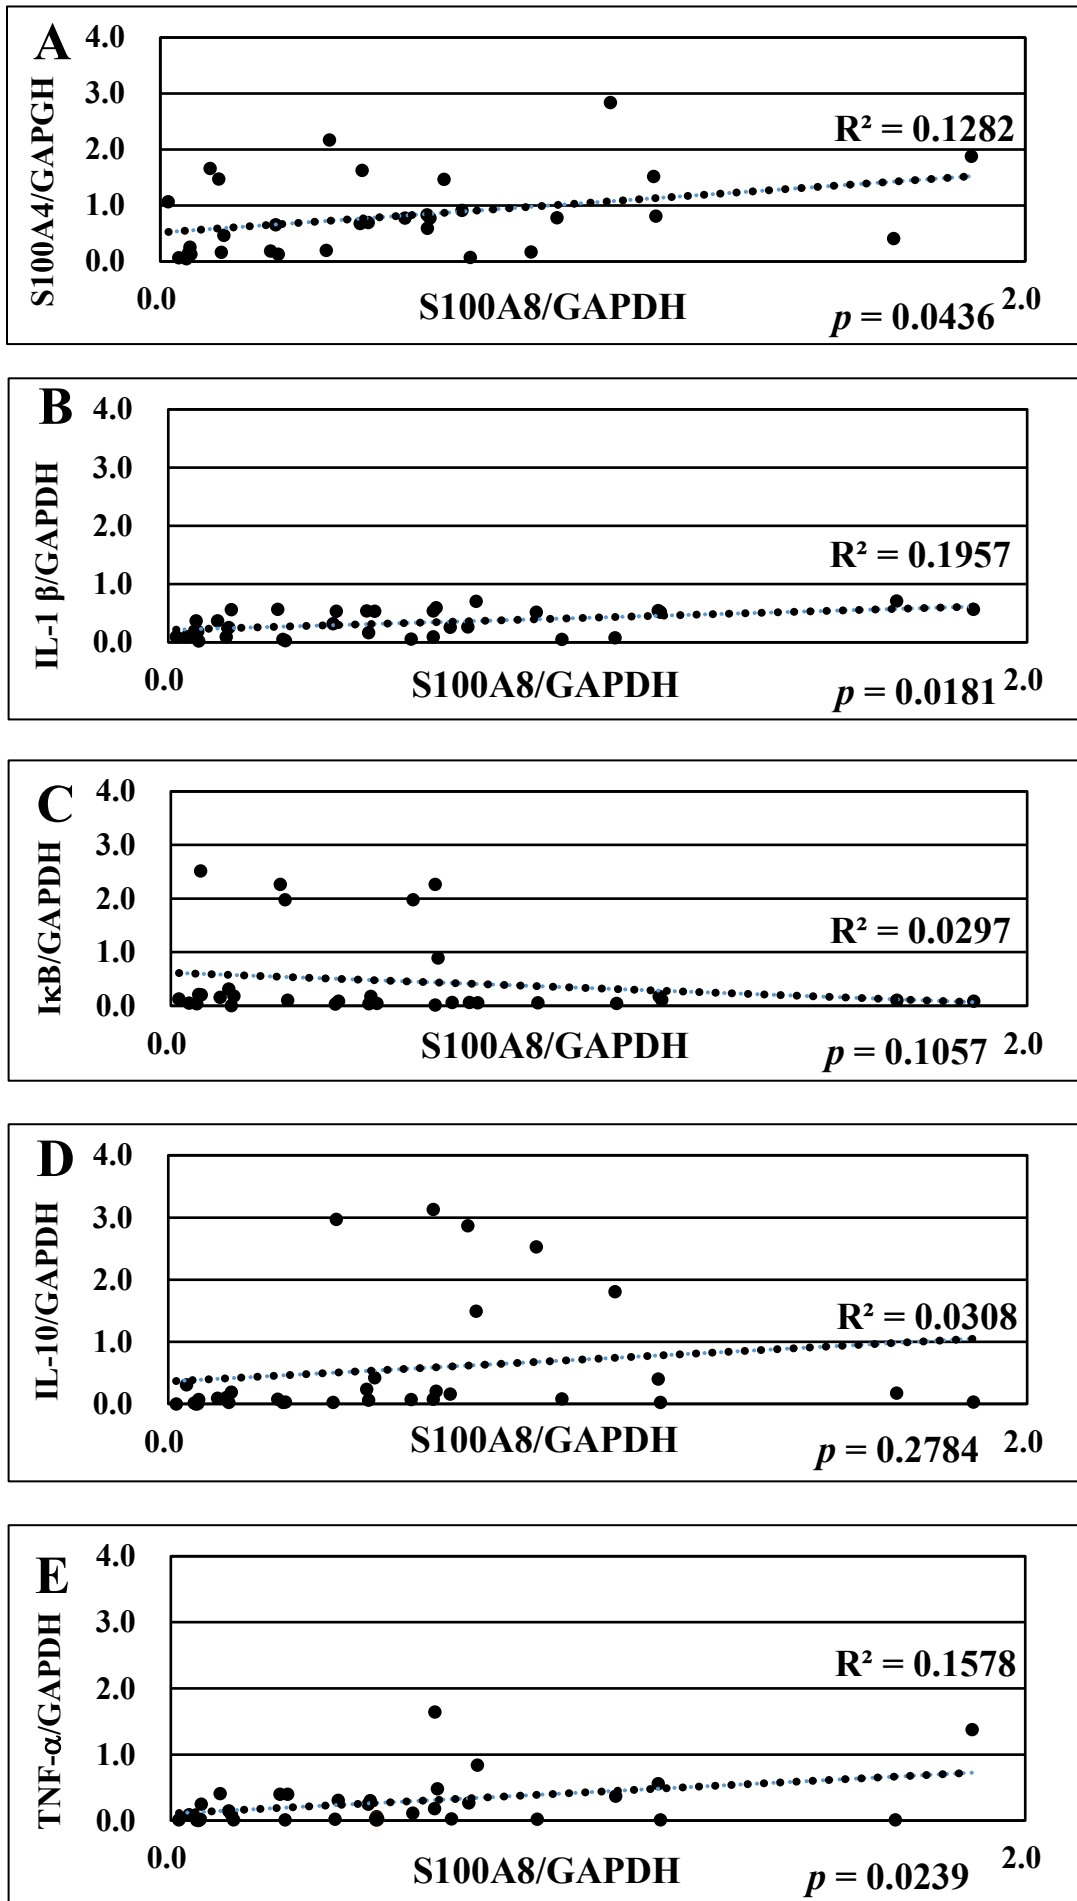 A
4.0
3.0
2.0
1.0
0.0
S100A4/GAPGH
R² = 0.1282
0.0
S100A8/GAPDH
p = 0.0436
2.0
B
4.0
3.0
2.0
1.0
0.0
IL-1 β/GAPDH
R² = 0.1957
0.0
S100A8/GAPDH
p = 0.0181
2.0
C
4.0
3.0
2.0
1.0
0.0
IκB/GAPDH
R² = 0.0297
0.0
S100A8/GAPDH
p = 0.1057
2.0
D
4.0
3.0
2.0
1.0
0.0
IL-10/GAPDH
R² = 0.0308
0.0
S100A8/GAPDH
p = 0.2784
2.0
E
4.0
3.0
2.0
1.0
0.0
TNF-α/GAPDH
R² = 0.1578
0.0
S100A8/GAPDH
p = 0.0239
2.0